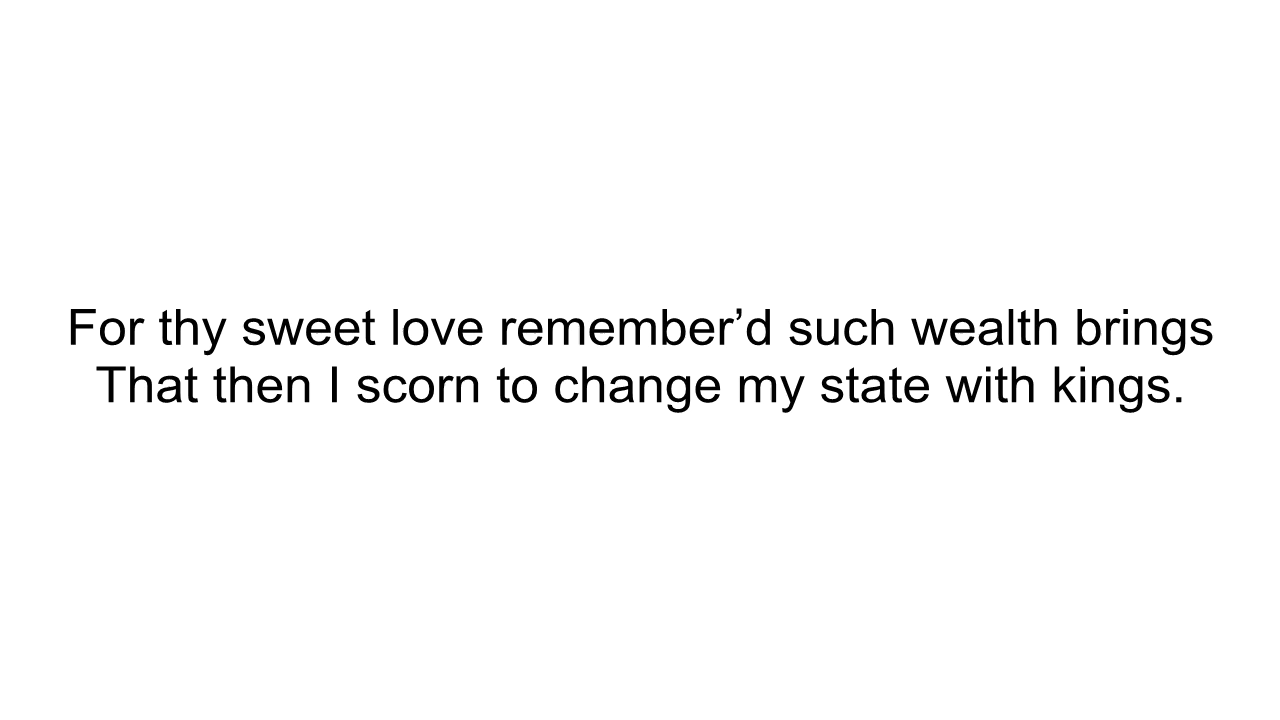 For thy sweet love remember’d such wealth brings
That then I scorn to change my state with kings.